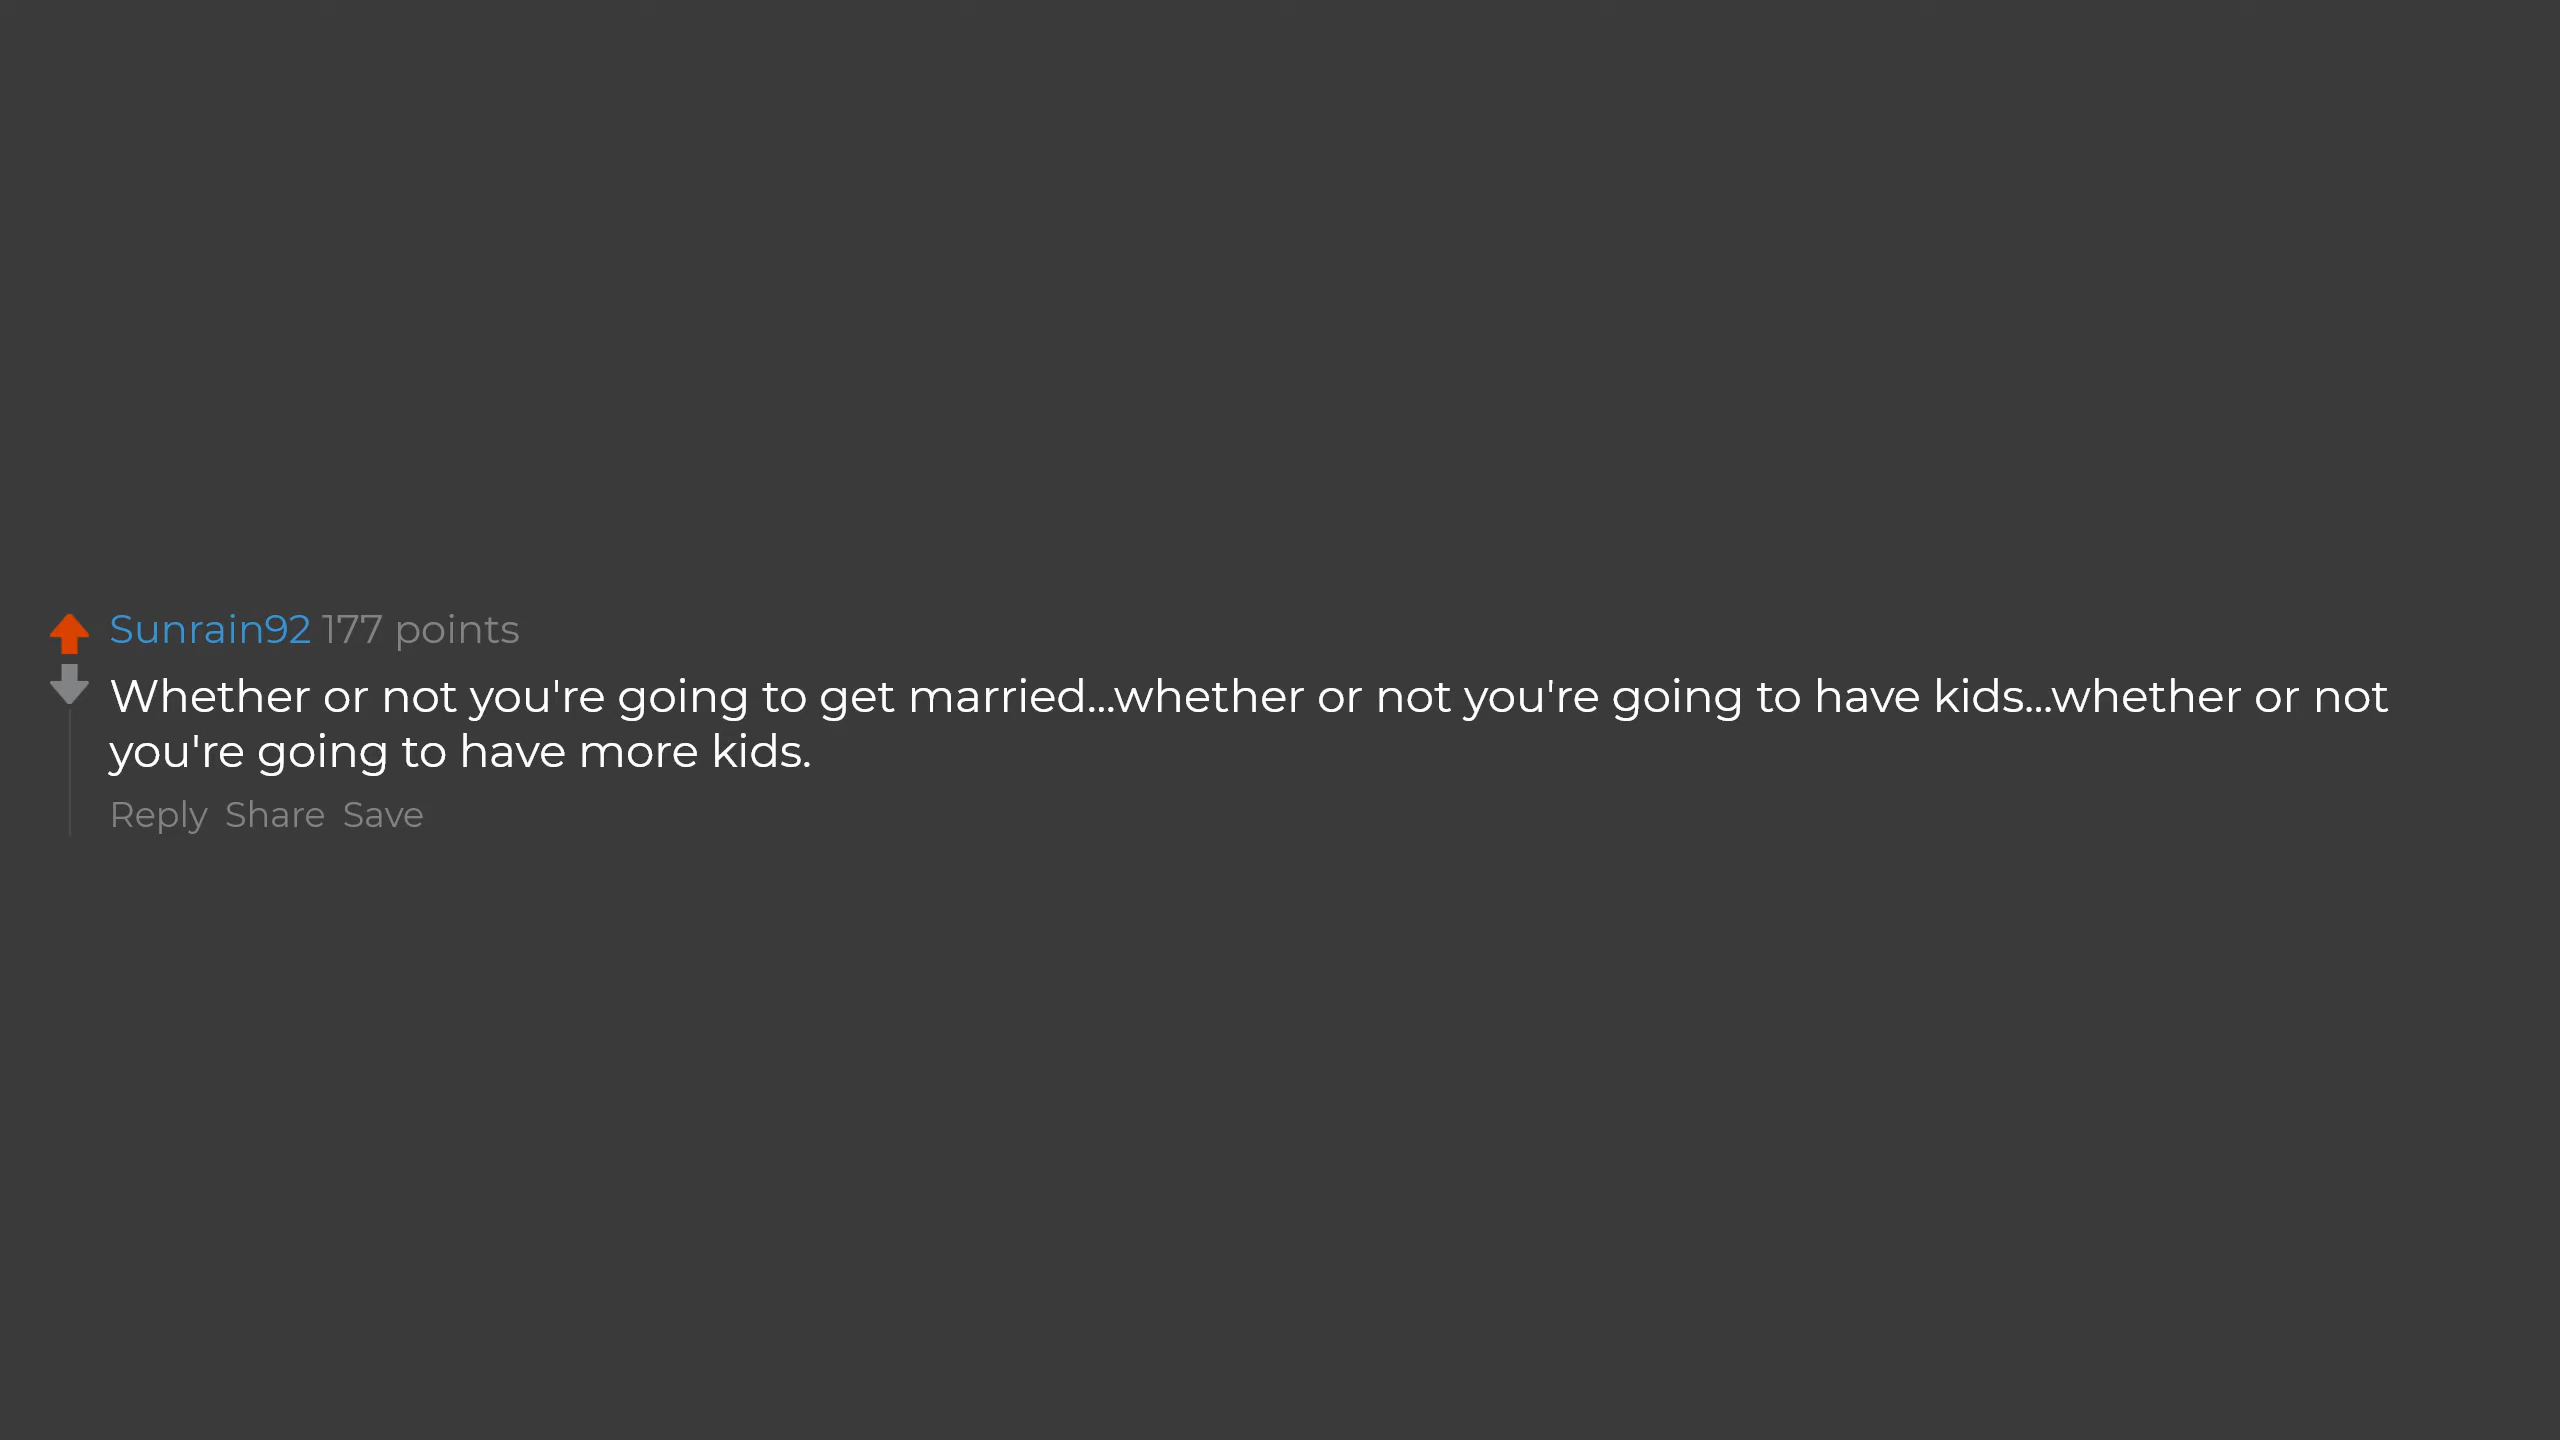 Sunrain92 177 points
Whether or not you're going to get married...whether or not you're going to have kids...whether or not
you're going to have more kids.
Reply Share Save